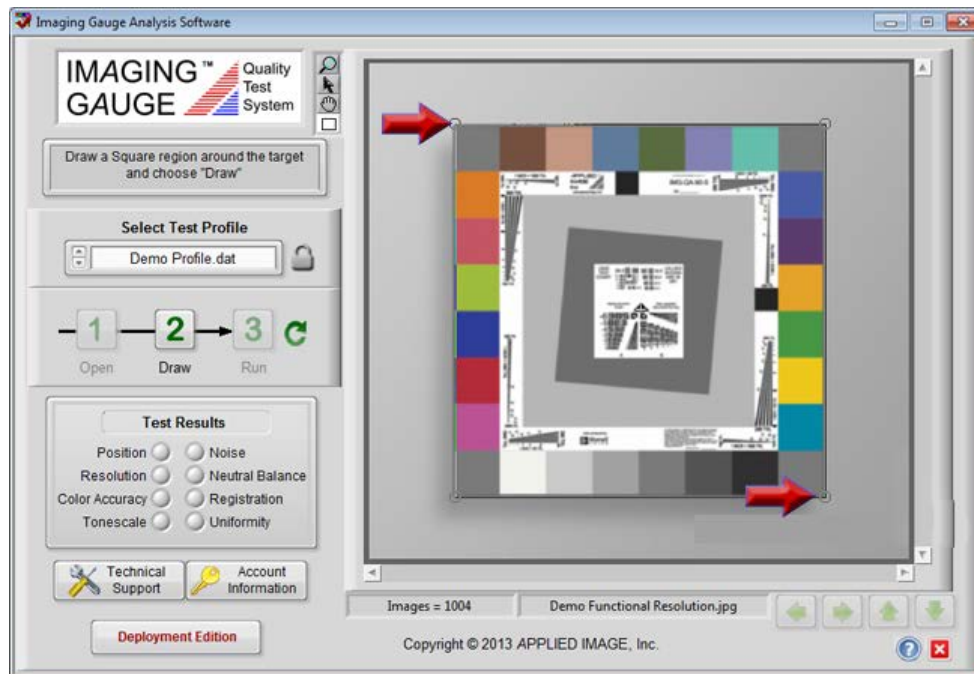 Imaging Gauge Analysis Software
IMAGING™
GAUGE
Quality
Test
System
Draw a Square region around the target
and choose "Draw"
Select Test Profile
Demo Profile.dat
1
2
3
Open
Draw
Run
Test Results
Position
Noise
Resolution
Neutral Balance
Color Accuracy
Registration
Tonescale
Uniformity
Technical
Support
Account
Information
Deployment Edition
IMAGING
GAUGE
Images = 1004
Demo Functional Resolution.jpg
Copyright © 2013 APPLIED IMAGE, Inc.